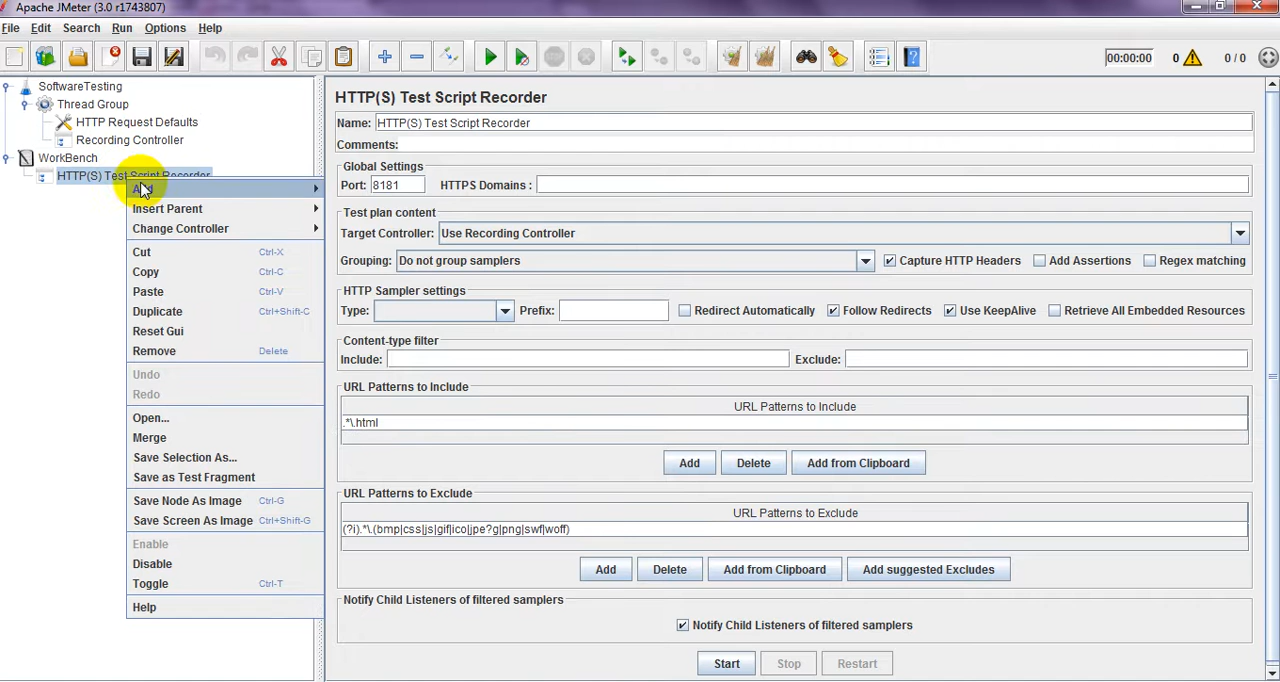 Apache JMeter (3.0 r1743807)
File Edit Search Run Options Help
00:00:00 0 0 / 0
SoftwareTesting
Thread Group
HTTP Request Defaults
Recording Controller
WorkBench
HTTP(S) Test Script Recorder
Add
Insert Parent
Change Controller
Cut Ctrl-X
Copy Ctrl-C
Paste Ctrl-V
Duplicate Ctrl+Shift-C
Reset Gui
Remove Delete
Undo
Redo
Open...
Merge
Save Selection As...
Save as Test Fragment
Save Node As Image Ctrl-G
Save Screen As Image Ctrl+Shift-G
Enable
Disable
Toggle Ctrl-T
Help
HTTP(S) Test Script Recorder
Name: HTTP(S) Test Script Recorder
Comments:
Global Settings
Port: 8181 HTTPS Domains :
Test plan content
Target Controller: Use Recording Controller
Grouping: Do not group samplers Capture HTTP Headers Add Assertions Regex matching
HTTP Sampler settings
Type: Prefix: Redirect Automatically Follow Redirects Use KeepAlive Retrieve All Embedded Resources
Content-type filter
Include: Exclude:
URL Patterns to Include
URL Patterns to Include
.*\.html
Add Delete Add from Clipboard
URL Patterns to Exclude
URL Patterns to Exclude
(?i).*\.(bmp|css|js|gif|ico|jpe?g|png|swf|woff)
Add Delete Add from Clipboard Add suggested Excludes
Notify Child Listeners of filtered samplers
Notify Child Listeners of filtered samplers
Start Stop Restart